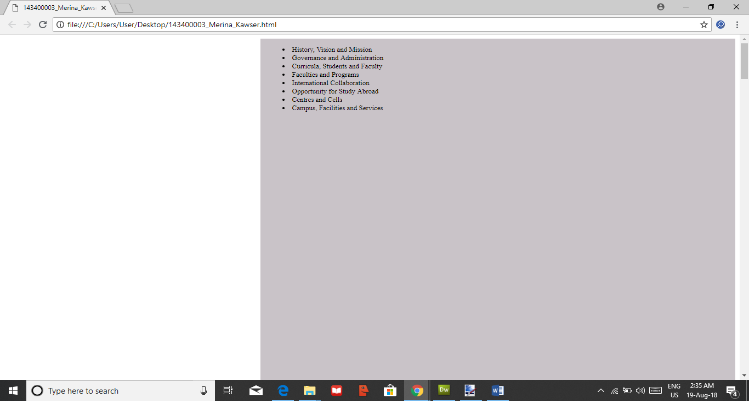 143400003_Merina_Kaws
file:///C:/Users/User/Desktop/143400003_Merina_Kawser.html
History, Vision and Mission
Governance and Administration
Curricula, Students and Faculty
Faculties and Programs
International Collaboration
Opportunity for Study Abroad
Centres and Cells
Campus, Facilities and Services
Type here to search
ENG
US
2:35 AM
19-Aug-18
4